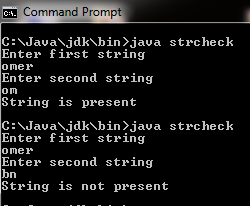 Command Prompt
C:\Java\jdk\bin>java strcheck
Enter first string
omer
Enter second string
om
String is present
C:\Java\jdk\bin>java strcheck
Enter first string
omer
Enter second string
bn
String is not present